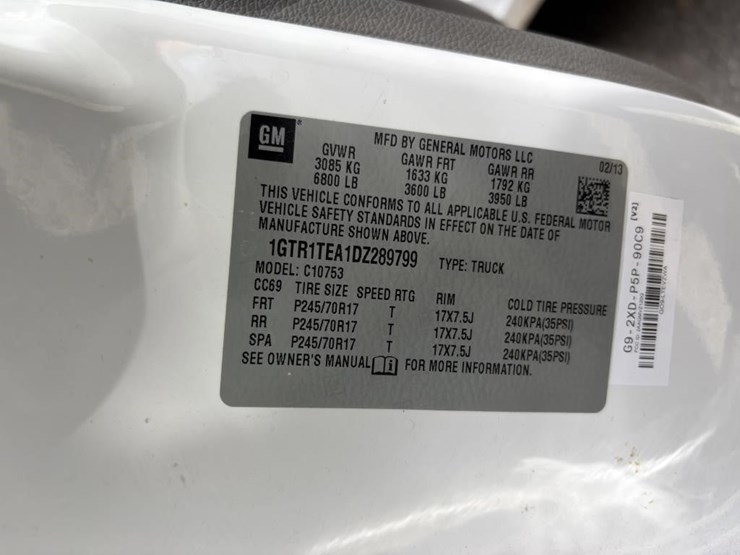 GM
MFD BY GENERAL MOTORS LLC 02/13
GVWR GAWR FRT GAWR RR
3085 KG 1633 KG 1792 KG
6800 LB 3600 LB 3950 LB
THIS VEHICLE CONFORMS TO ALL APPLICABLE U.S. FEDERAL MOTOR
VEHICLE SAFETY STANDARDS IN EFFECT ON THE DATE OF
MANUFACTURE SHOWN ABOVE.
1GTR1TEA1DZ289799 TYPE: TRUCK
MODEL: C10753
CC69 TIRE SIZE SPEED RTG RIM COLD TIRE PRESSURE
FRT P245/70R17 T 17X7.5J 240KPA(35PSI)
RR P245/70R17 T 17X7.5J 240KPA(35PSI)
SPA P245/70R17 T 17X7.5J 240KPA(35PSI)
SEE OWNER'S MANUAL i FOR MORE INFORMATION.
G9-2XD-P5P-90C9 [V2]